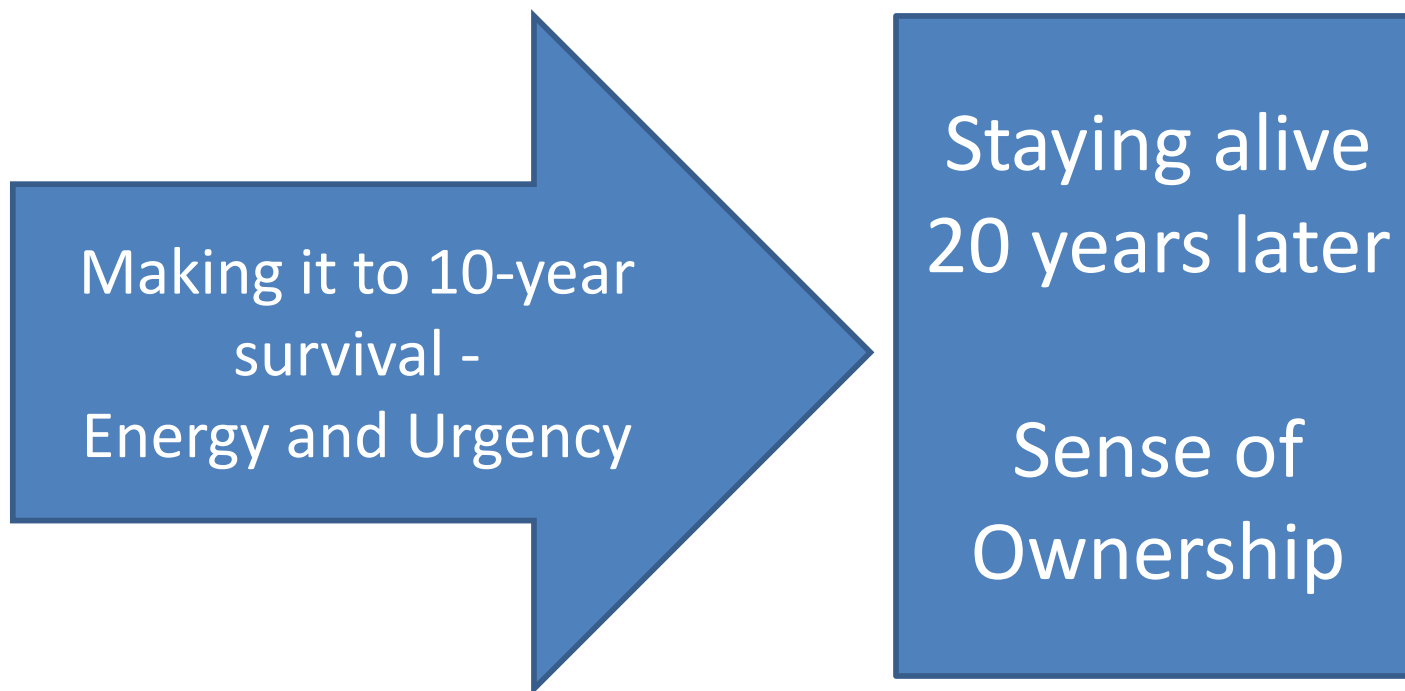 Making it to 10-year
survival -
Energy and Urgency
Staying alive
20 years later
Sense of
Ownership